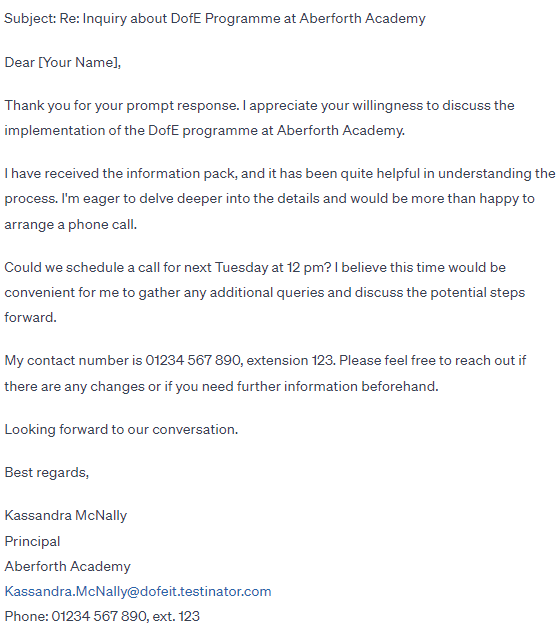 Subject: Re: Inquiry about DofE Programme at Aberforth Academy
Dear [Your Name],
Thank you for your prompt response. I appreciate your willingness to discuss the
implementation of the DofE programme at Aberforth Academy.
I have received the information pack, and it has been quite helpful in understanding the
process. I'm eager to delve deeper into the details and would be more than happy to
arrange a phone call.
Could we schedule a call for next Tuesday at 12 pm? I believe this time would be
convenient for me to gather any additional queries and discuss the potential steps
forward.
My contact number is 01234 567 890, extension 123. Please feel free to reach out if
there are any changes or if you need further information beforehand.
Looking forward to our conversation.
Best regards,
Kassandra McNally
Principal
Aberforth Academy
Kassandra.McNally@dofeit.testinator.com
Phone: 01234 567 890, ext. 123